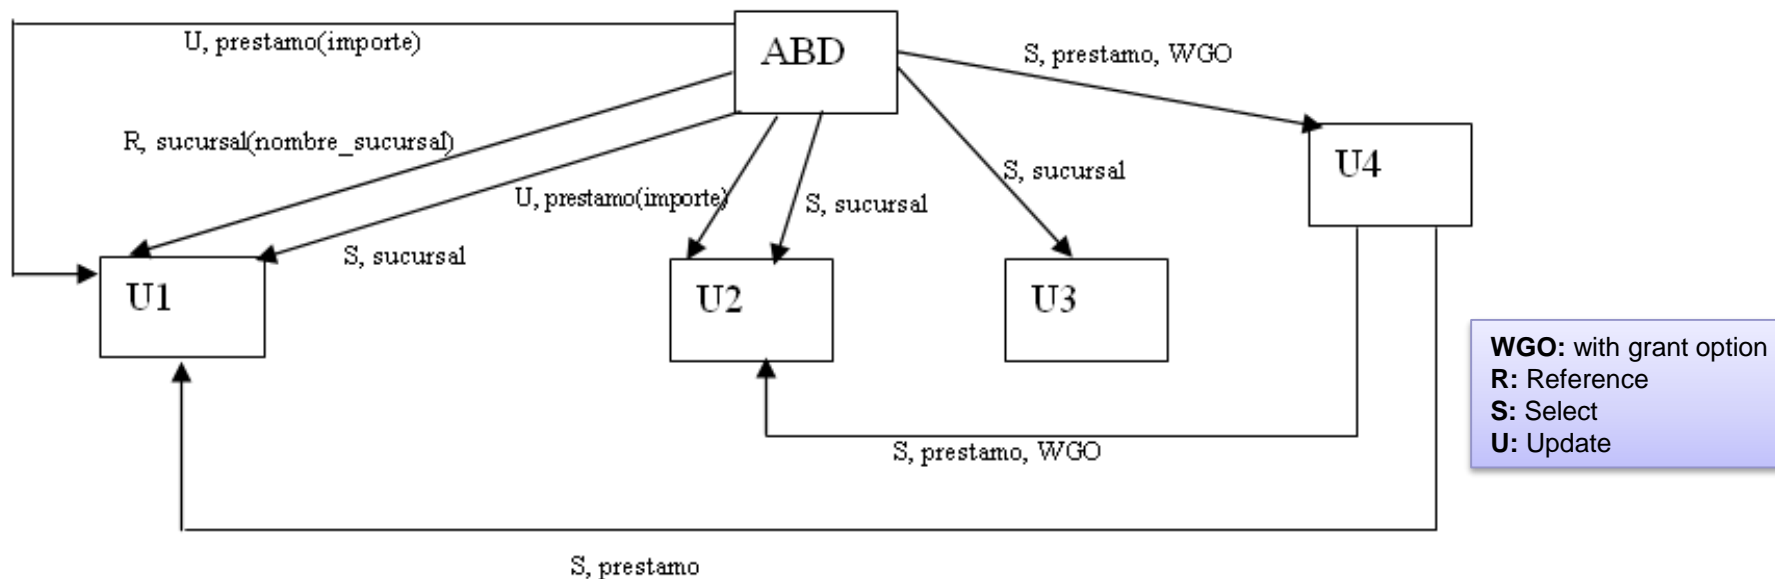 ABD
U, prestamo(importe)
S, prestamo, WGO
R, sucursal(nombre_sucursal)
U4
S, sucursal
U, prestamo(importe)
S, sucursal
S, sucursal
U1
U2
U3
WGO: with grant option
R: Reference
S: Select
U: Update
S, prestamo, WGO
S, prestamo